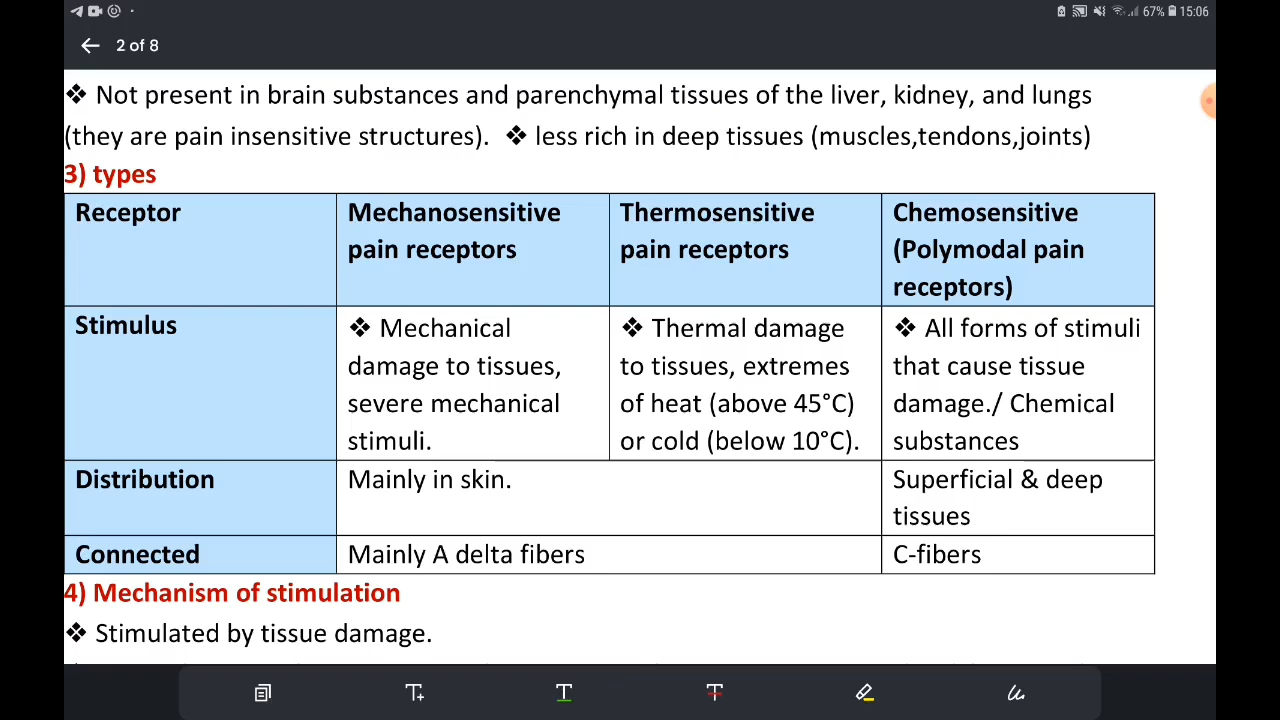 67% 15:06
2 of 8
❖ Not present in brain substances and parenchymal tissues of the liver, kidney, and lungs
(they are pain insensitive structures). ❖ less rich in deep tissues (muscles,tendons,joints)
3) types
Receptor
Mechanosensitive
pain receptors
Thermosensitive
pain receptors
Chemosensitive
(Polymodal pain
receptors)
Stimulus
❖ Mechanical
damage to tissues,
severe mechanical
stimuli.
❖ Thermal damage
to tissues, extremes
of heat (above 45°C)
or cold (below 10°C).
❖ All forms of stimuli
that cause tissue
damage./ Chemical
substances
Distribution
Mainly in skin.
Superficial & deep
tissues
Connected
Mainly A delta fibers
C-fibers
4) Mechanism of stimulation
❖ Stimulated by tissue damage.